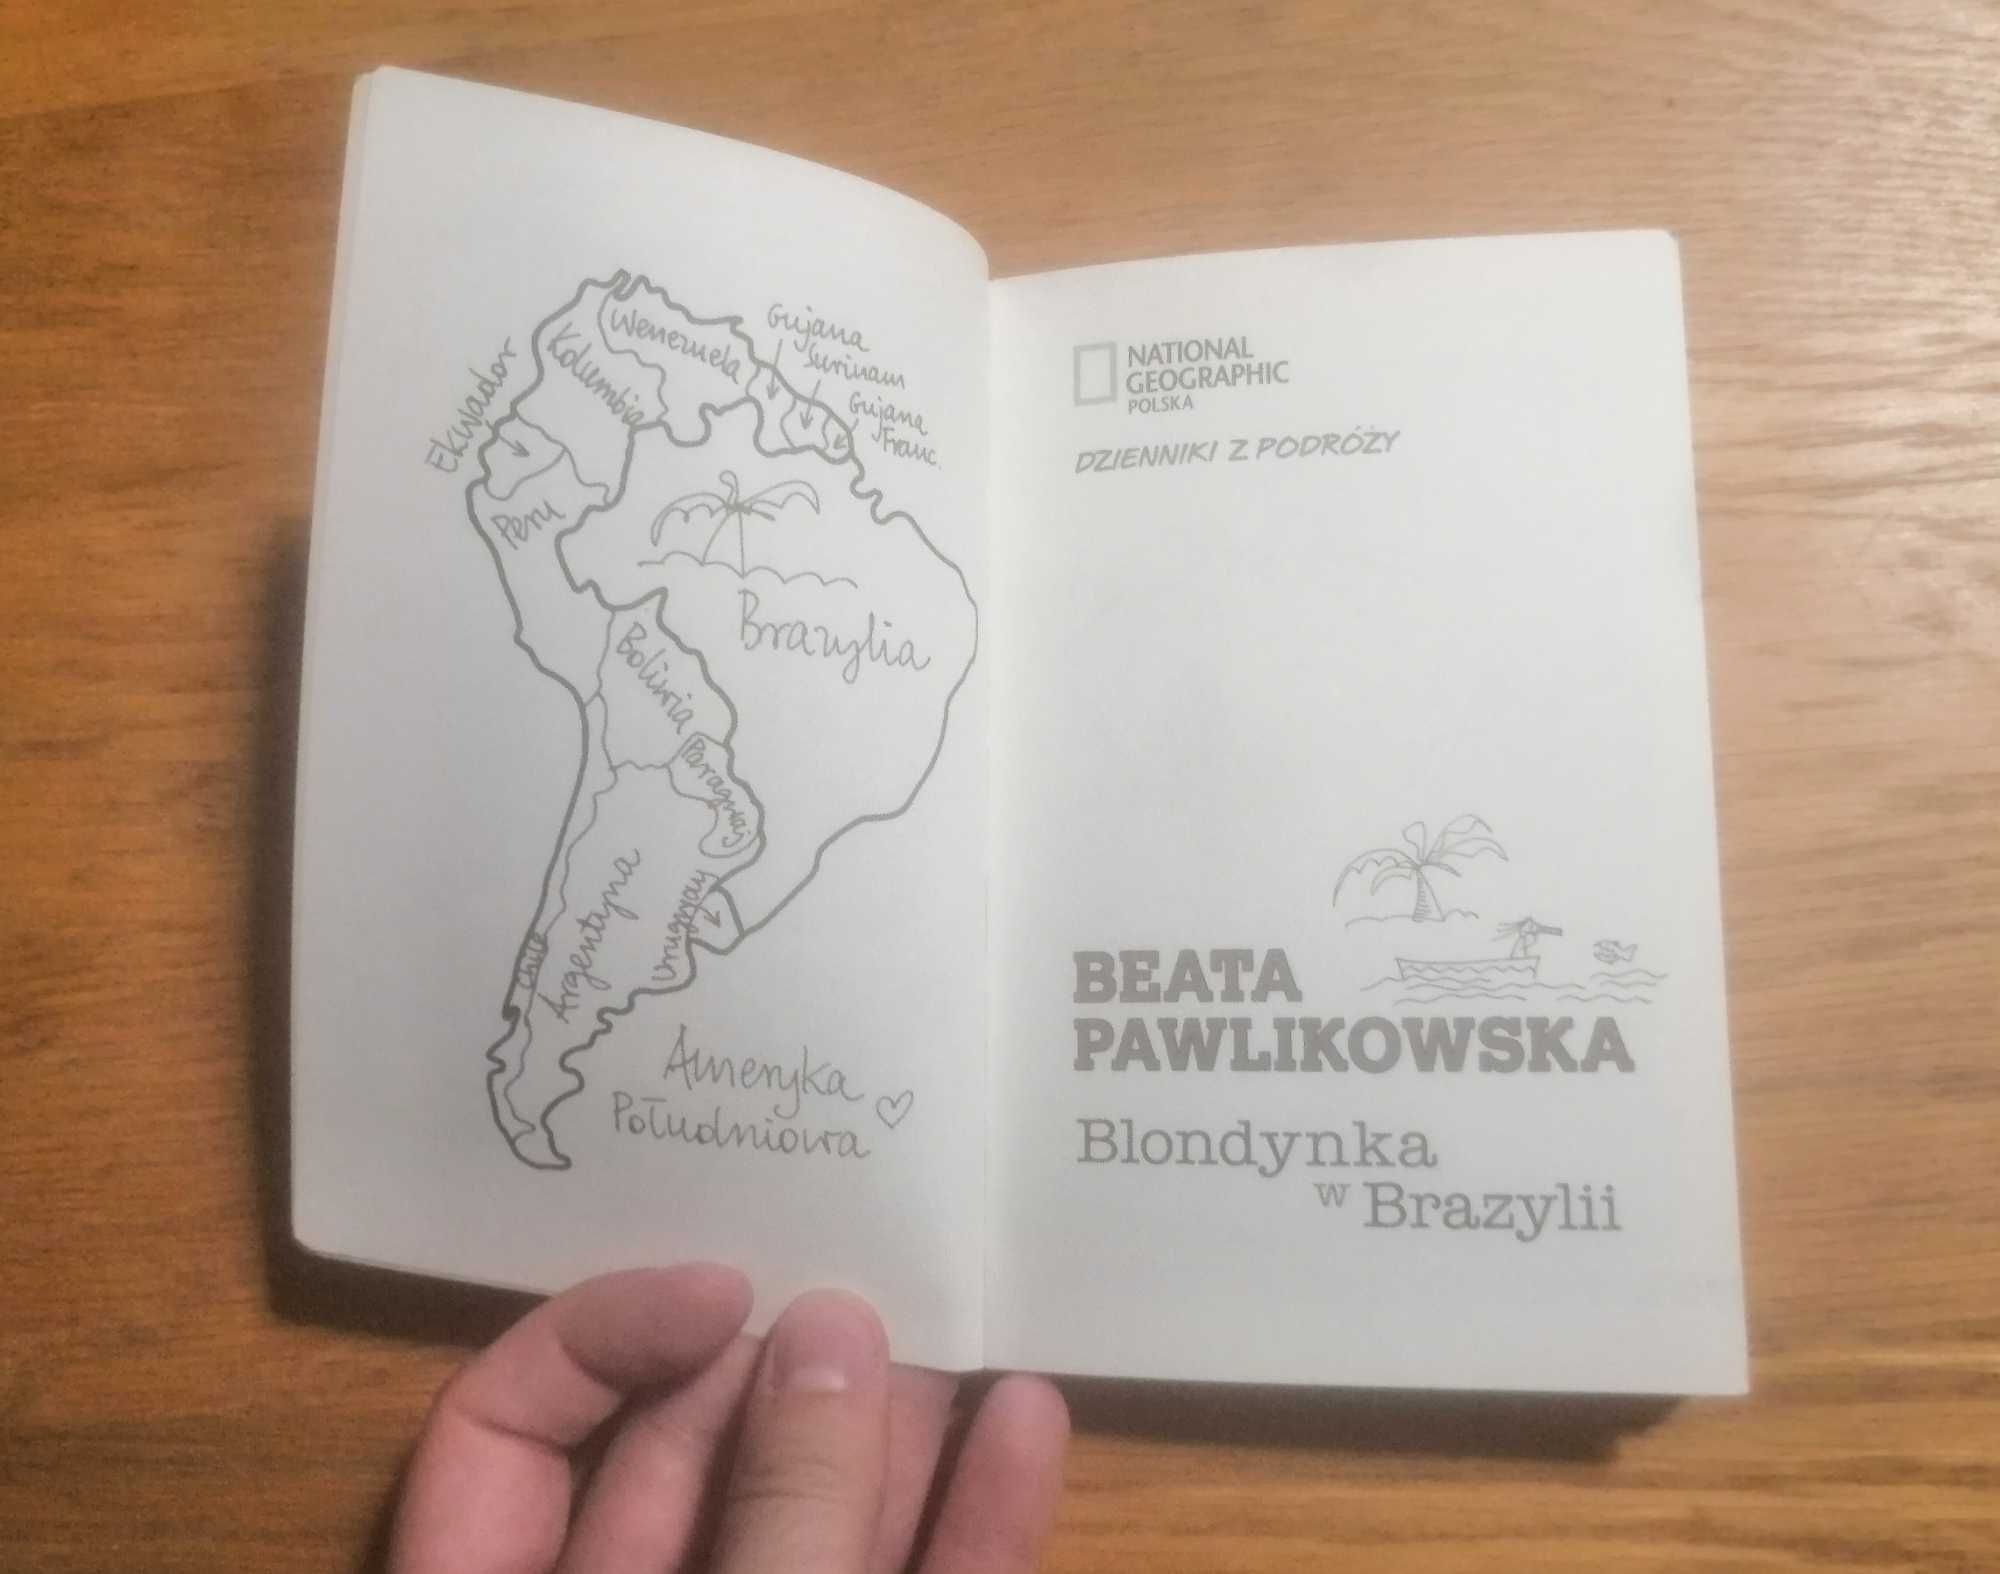 Wenezuela
Gujana
Surinam
Gujana
Franc.
Kolumbia
Ekwador
Peru
Brazylia
Boliwia
Paragwaj
Argentyna
Urugway
Chile
Ameryka
Południowa
NATIONAL
GEOGRAPHIC
POLSKA
DZIENNIKI Z PODRÓŻY
BEATA
PAWLIKOWSKA
Blondynka
w Brazylii